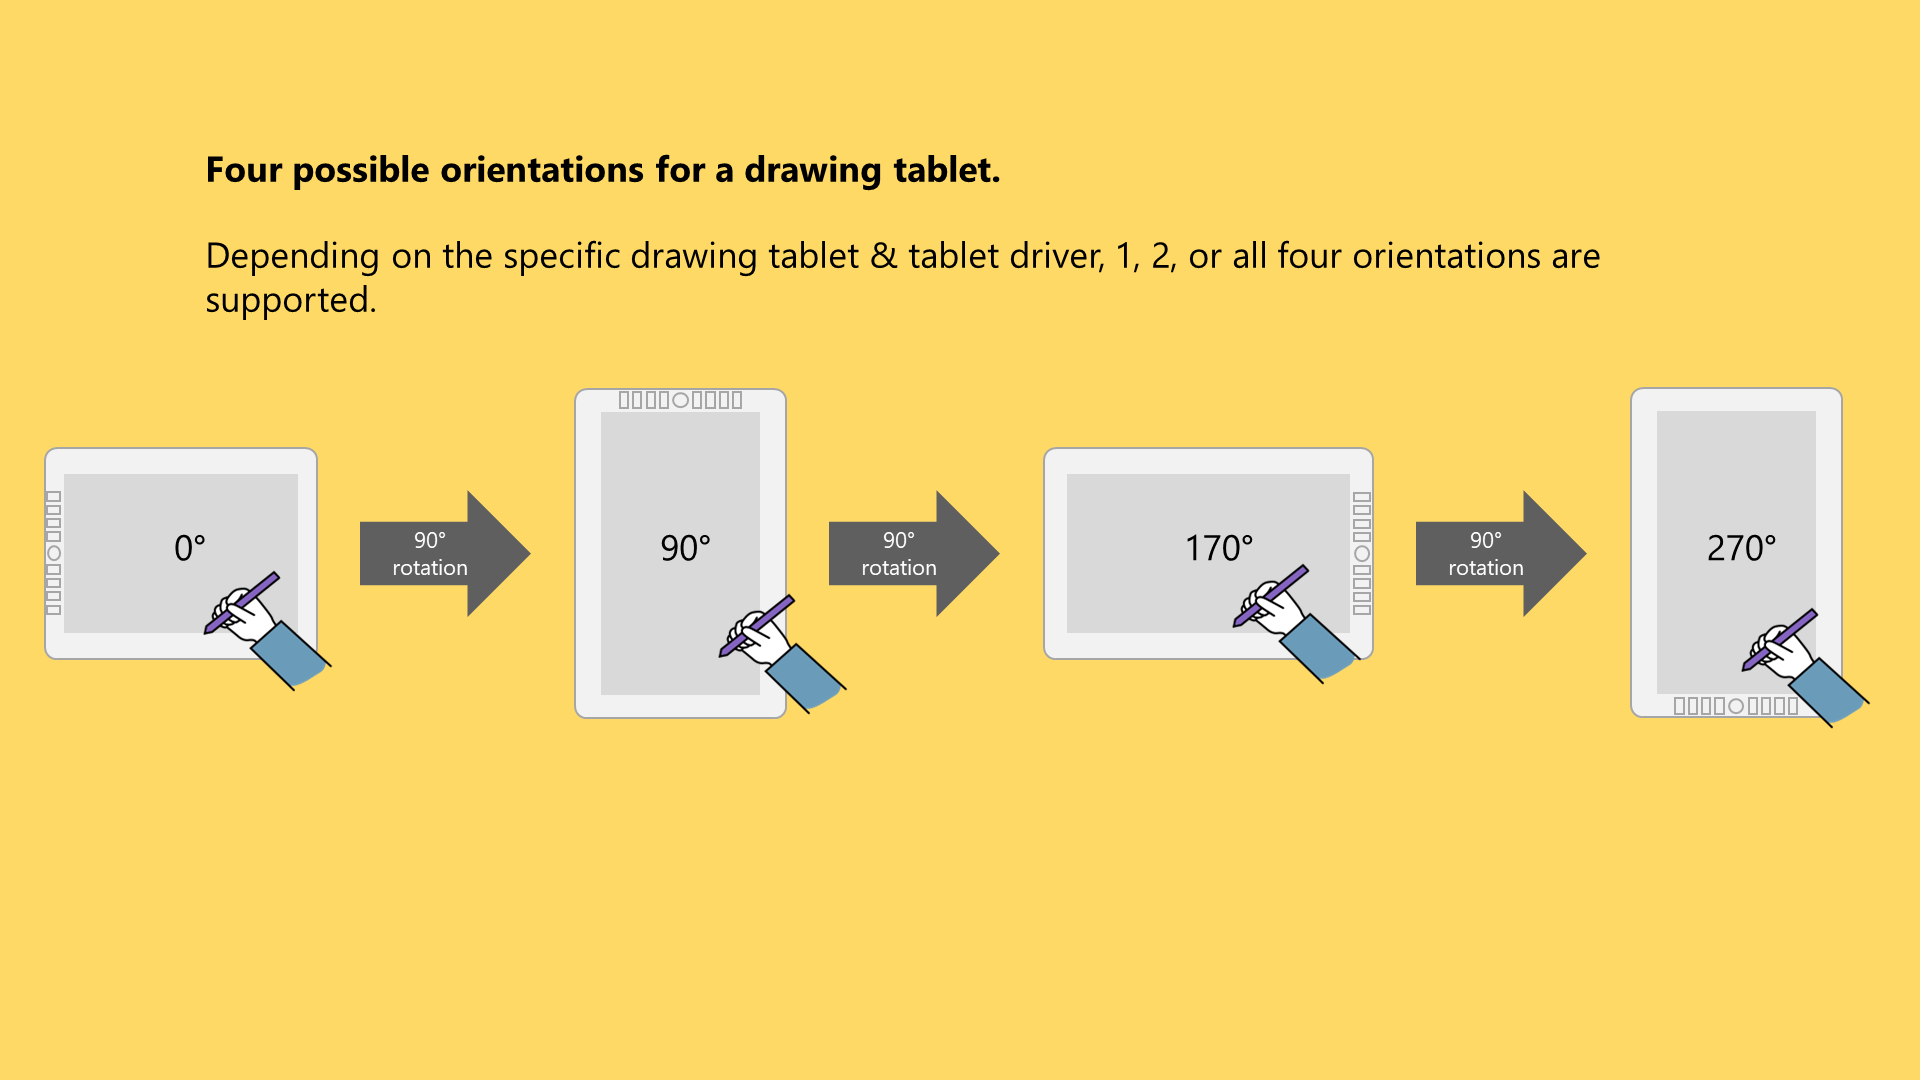 Four possible orientations for a drawing tablet.
Depending on the specific drawing tablet & tablet driver, 1, 2, or all four orientations are
supported.
0°
90°
rotation
90°
90°
rotation
170°
90°
rotation
270°